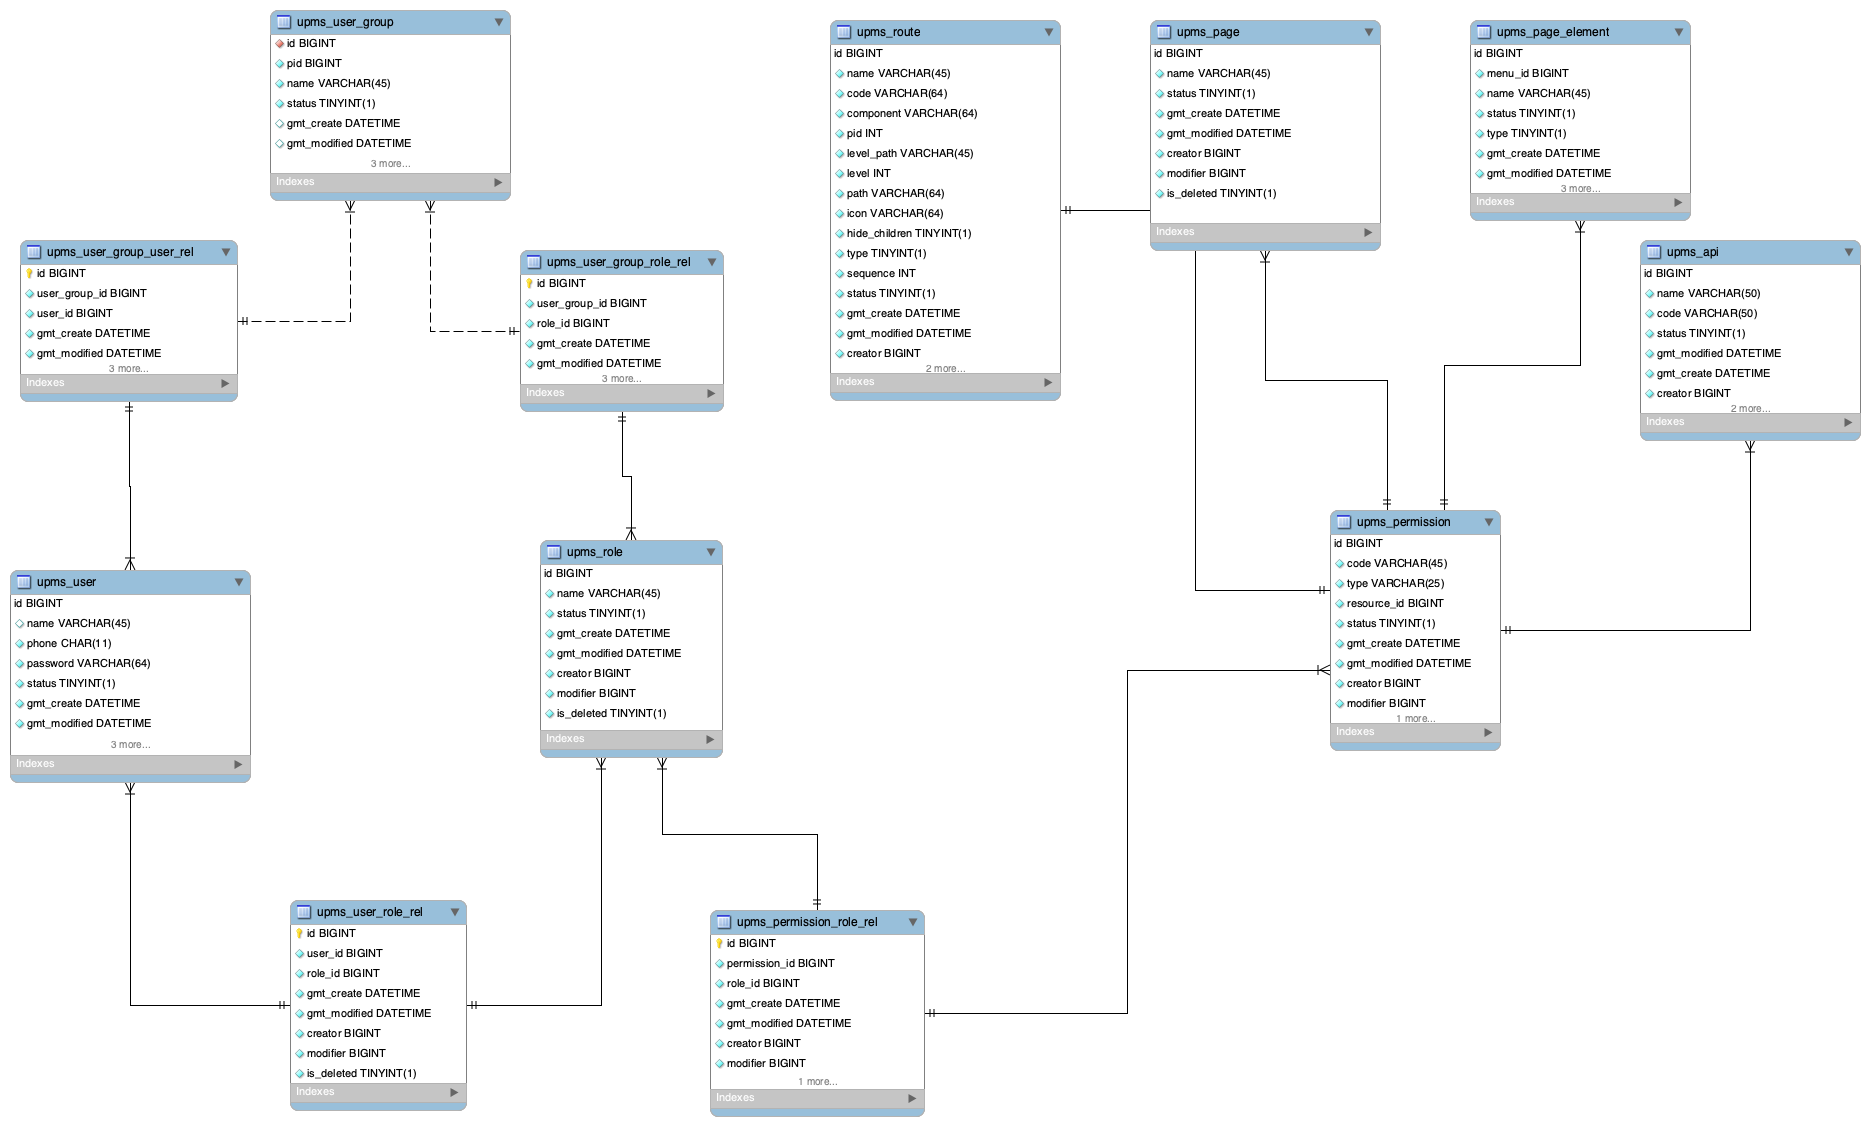 upms_user_group
id BIGINT
pid BIGINT
name VARCHAR(45)
status TINYINT(1)
gmt_create DATETIME
gmt_modified DATETIME
3 more...
Indexes
upms_route
id BIGINT
name VARCHAR(45)
code VARCHAR(64)
component VARCHAR(64)
pid INT
level_path VARCHAR(45)
level INT
path VARCHAR(64)
icon VARCHAR(64)
hide_children TINYINT(1)
type TINYINT(1)
sequence INT
status TINYINT(1)
gmt_create DATETIME
gmt_modified DATETIME
creator BIGINT
2 more...
Indexes
upms_page
id BIGINT
name VARCHAR(45)
status TINYINT(1)
gmt_create DATETIME
gmt_modified DATETIME
creator BIGINT
modifier BIGINT
is_deleted TINYINT(1)
Indexes
upms_page_element
id BIGINT
menu_id BIGINT
name VARCHAR(45)
status TINYINT(1)
type TINYINT(1)
gmt_create DATETIME
gmt_modified DATETIME
3 more...
Indexes
upms_user_group_user_rel
id BIGINT
user_group_id BIGINT
user_id BIGINT
gmt_create DATETIME
gmt_modified DATETIME
3 more...
Indexes
upms_user_group_role_rel
id BIGINT
user_group_id BIGINT
role_id BIGINT
gmt_create DATETIME
gmt_modified DATETIME
3 more...
Indexes
upms_api
id BIGINT
name VARCHAR(50)
code VARCHAR(50)
status TINYINT(1)
gmt_modified DATETIME
gmt_create DATETIME
creator BIGINT
2 more...
Indexes
upms_user
id BIGINT
name VARCHAR(45)
phone CHAR(11)
password VARCHAR(64)
status TINYINT(1)
gmt_create DATETIME
gmt_modified DATETIME
3 more...
Indexes
upms_role
id BIGINT
name VARCHAR(45)
status TINYINT(1)
gmt_create DATETIME
gmt_modified DATETIME
creator BIGINT
modifier BIGINT
is_deleted TINYINT(1)
Indexes
upms_permission
id BIGINT
code VARCHAR(45)
type VARCHAR(25)
resource_id BIGINT
status TINYINT(1)
gmt_create DATETIME
gmt_modified DATETIME
creator BIGINT
modifier BIGINT
1 more...
Indexes
upms_user_role_rel
id BIGINT
user_id BIGINT
role_id BIGINT
gmt_create DATETIME
gmt_modified DATETIME
creator BIGINT
modifier BIGINT
is_deleted TINYINT(1)
Indexes
upms_permission_role_rel
id BIGINT
permission_id BIGINT
role_id BIGINT
gmt_create DATETIME
gmt_modified DATETIME
creator BIGINT
modifier BIGINT
1 more...
Indexes